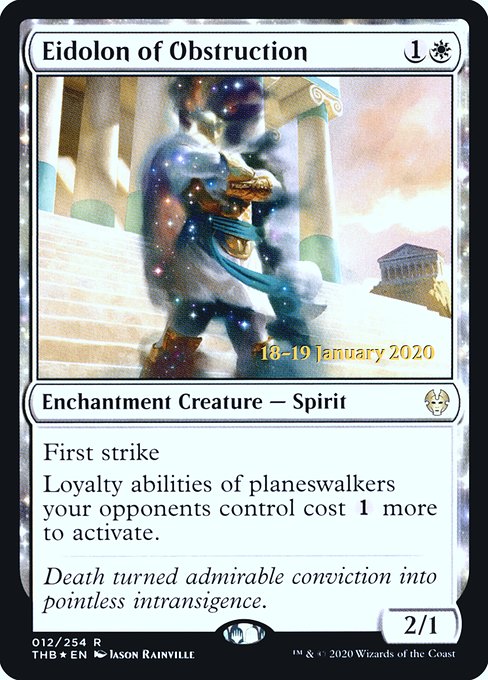 Eidolon of Obstruction 1
18–19 January 2020
Enchantment Creature — Spirit
First strike
Loyalty abilities of planeswalkers
your opponents control cost 1 more
to activate.
Death turned admirable conviction into
pointless intransigence.
2/1
012/254 R
THB★EN Jason Rainville
™ & © 2020 Wizards of the Coast